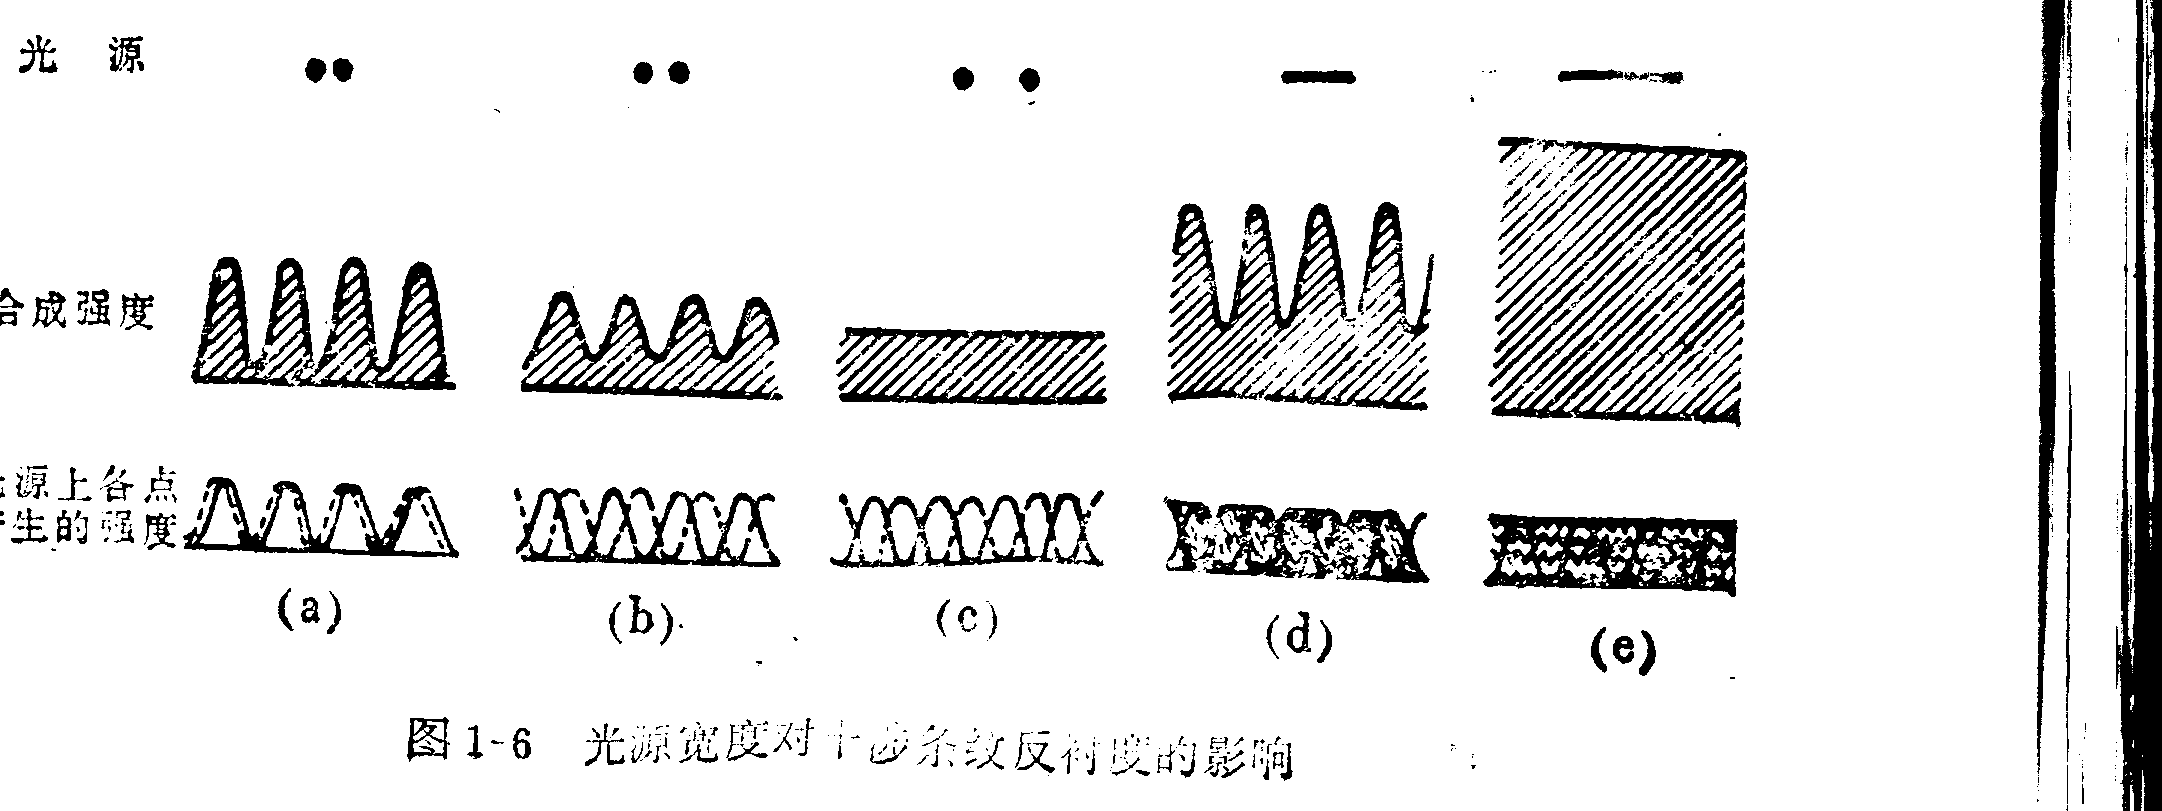 光 源
合成强度
源上各点
生的强度
(a)
(b)
(c)
(d)
(e)
图1-6 光源宽度对干涉条纹反衬度的影响